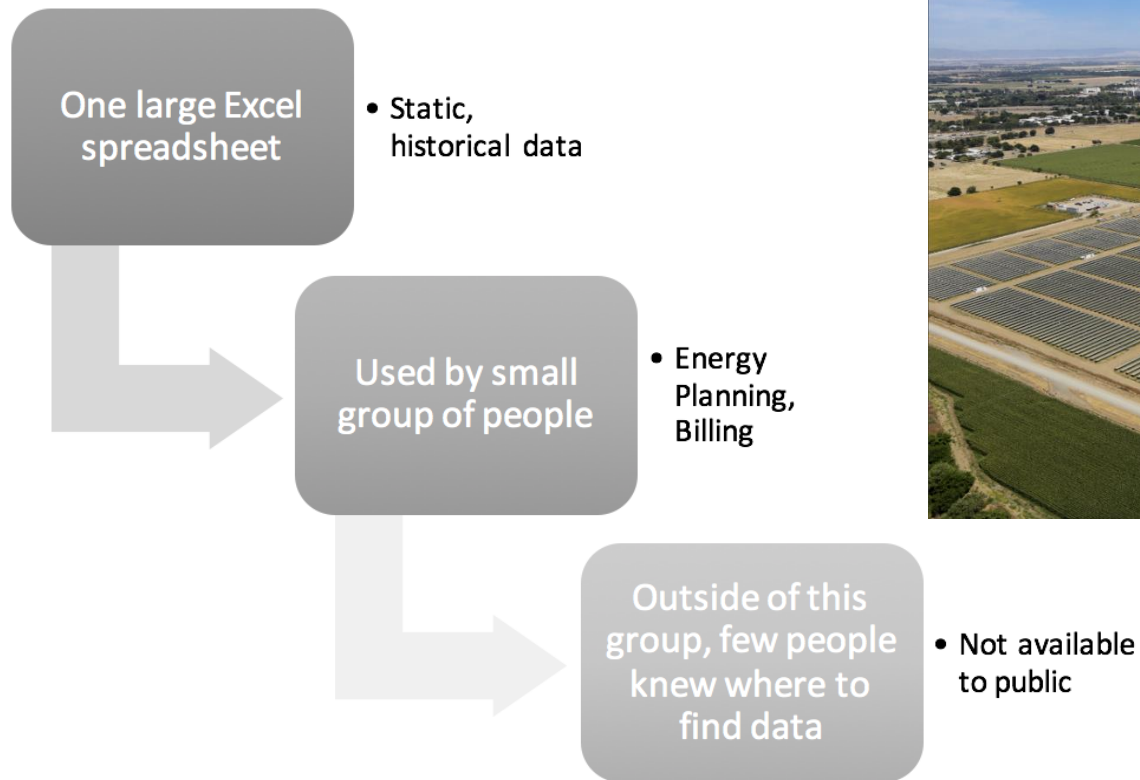 One large Excel
spreadsheet
• Static,
historical data
Used by small
group of people
• Energy
Planning,
Billing
Outside of this
group, few people
knew where to
find data
• Not available
to public